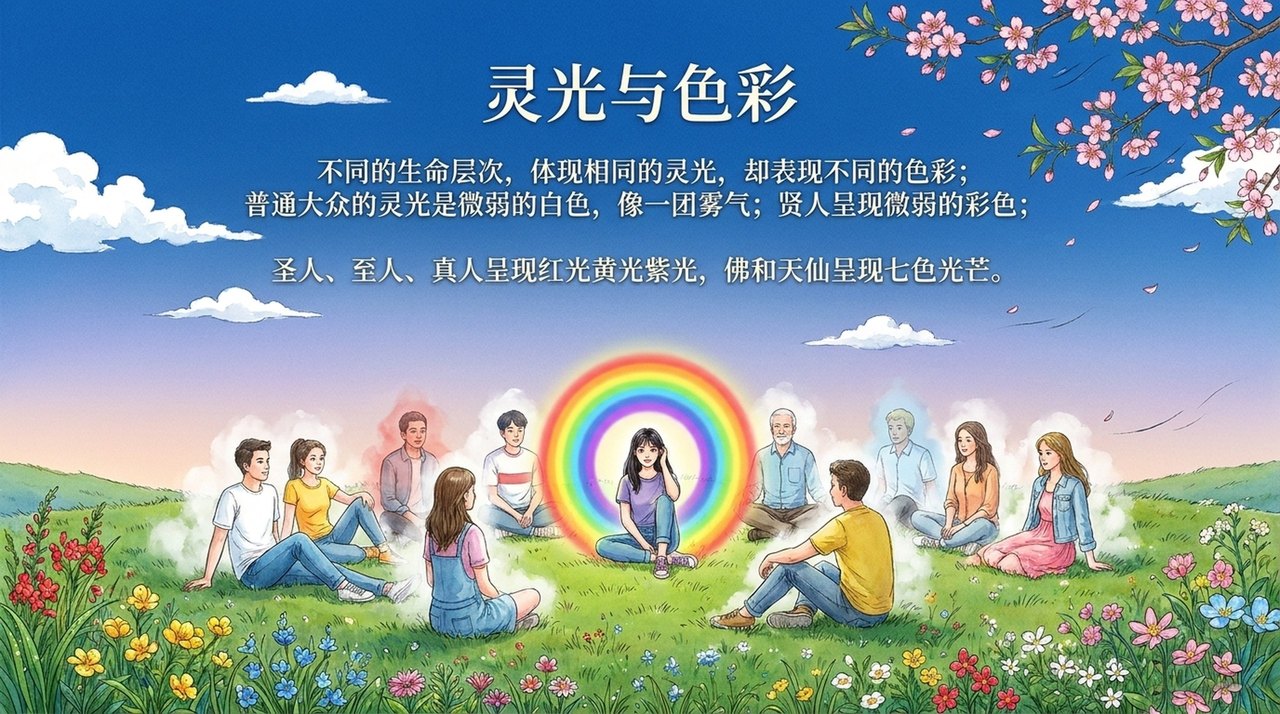 灵光与色彩
不同的生命层次，体现相同的灵光，却表现不同的色彩；
普通大众的灵光是微弱的白色，像一团雾气；贤人呈现微弱的彩色；
圣人、至人、真人呈现红光黄光紫光，佛和天仙呈现七色光芒。